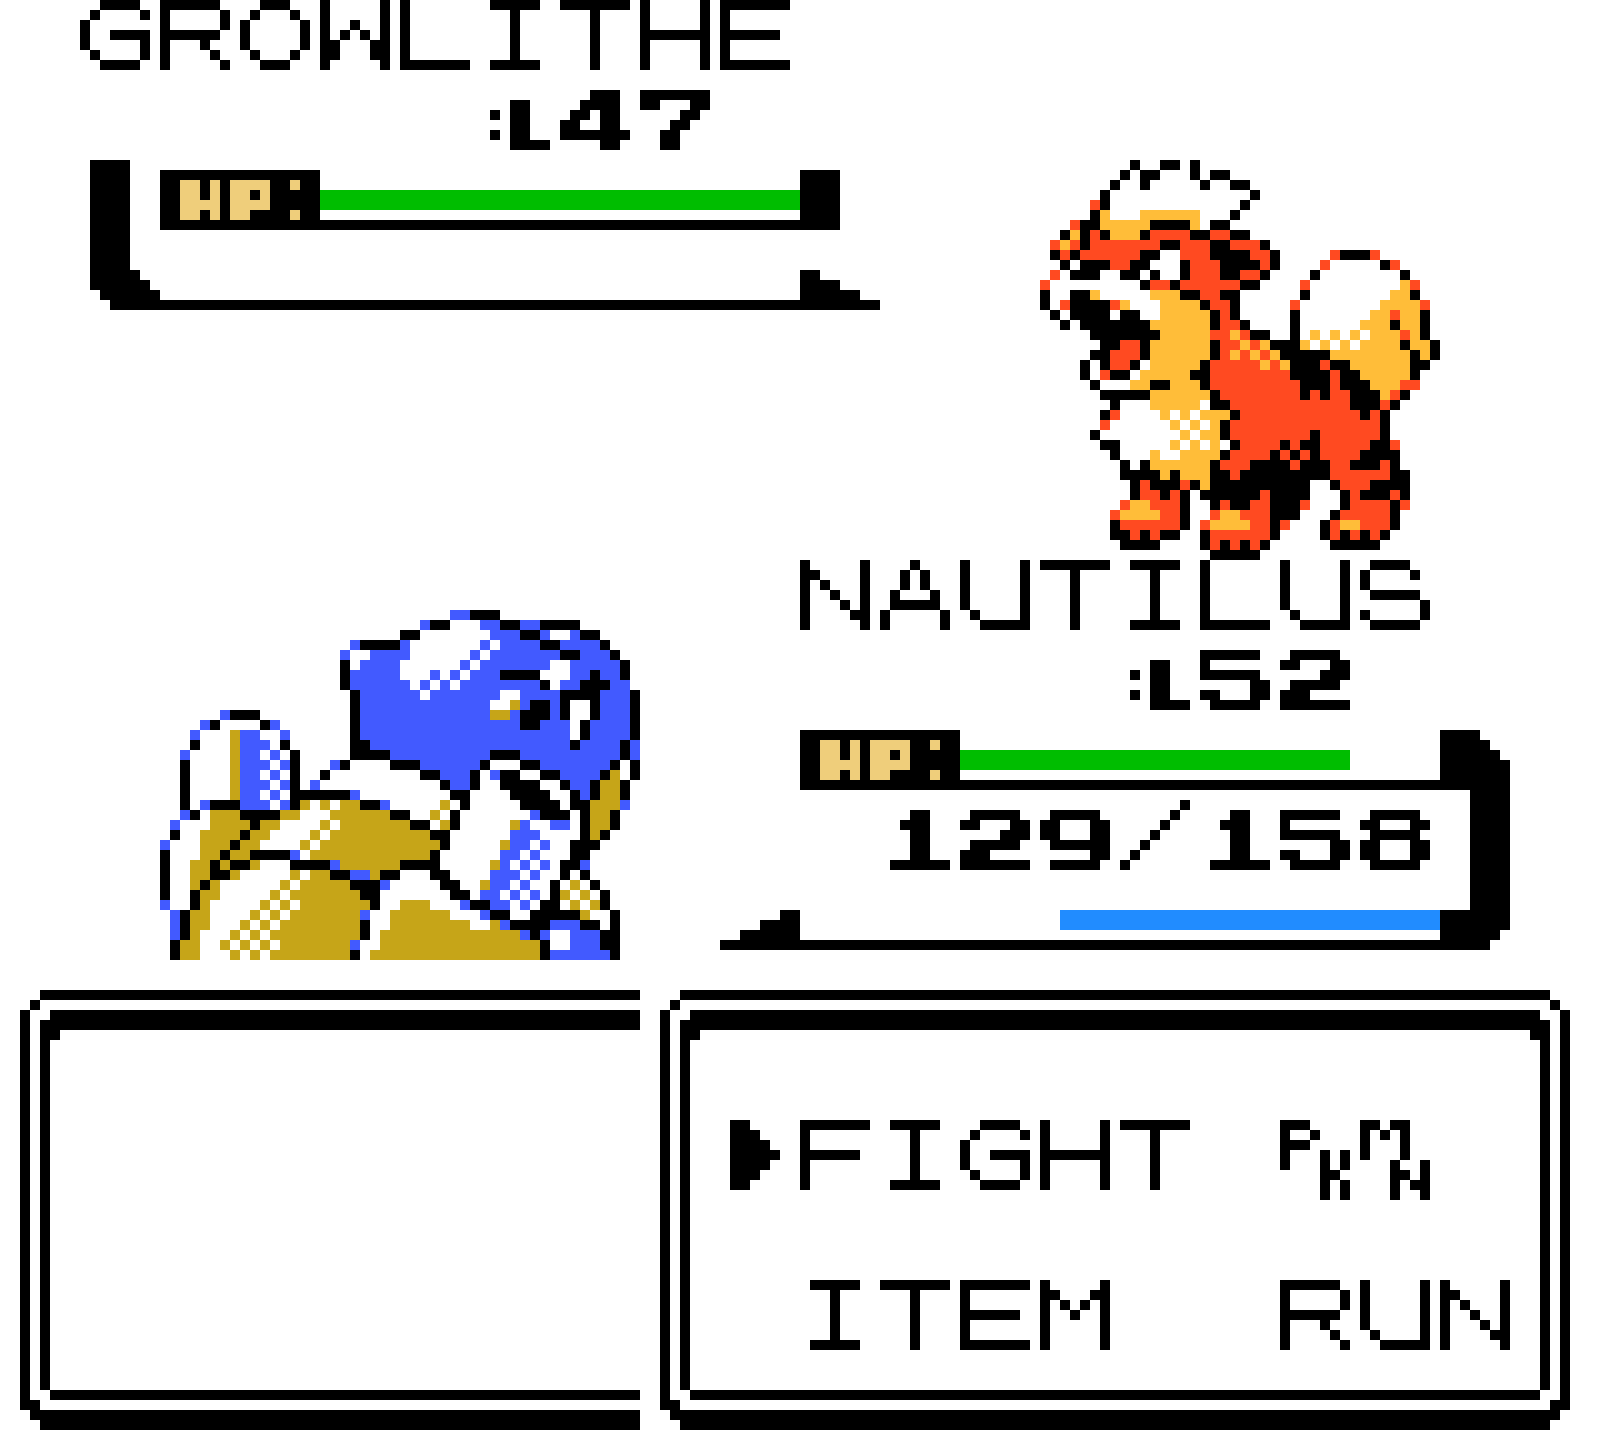 GROWLITHE
:L47
HP:
NAUTILUS
:L52
HP:
129/158
▶FIGHT PKMN
ITEM RUN